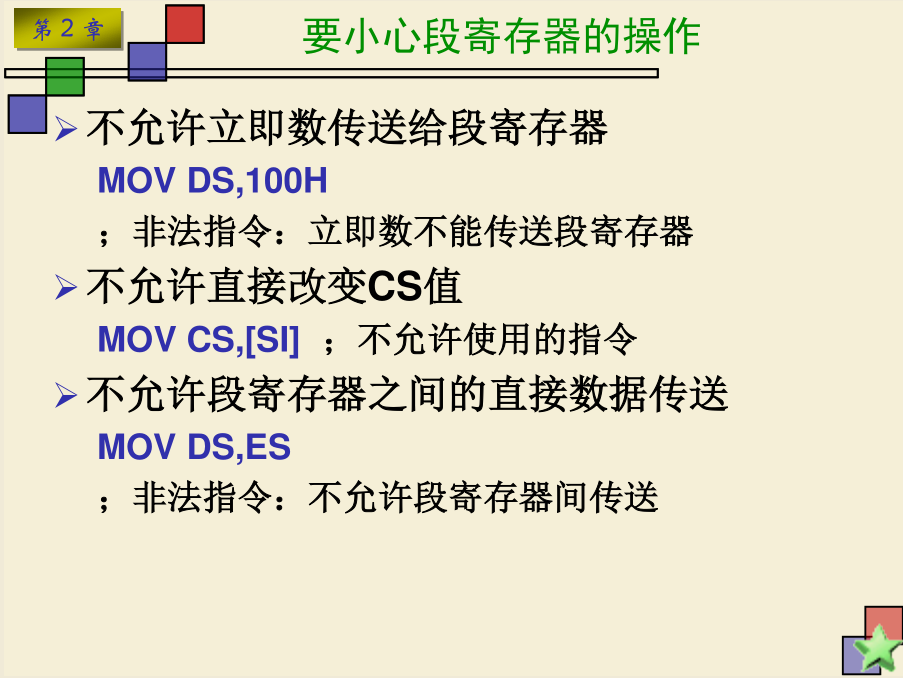 第 2 章
要小心段寄存器的操作
不允许立即数传送给段寄存器
MOV DS,100H
；非法指令：立即数不能传送段寄存器
不允许直接改变CS值
MOV CS,[SI] ；不允许使用的指令
不允许段寄存器之间的直接数据传送
MOV DS,ES
；非法指令：不允许段寄存器间传送